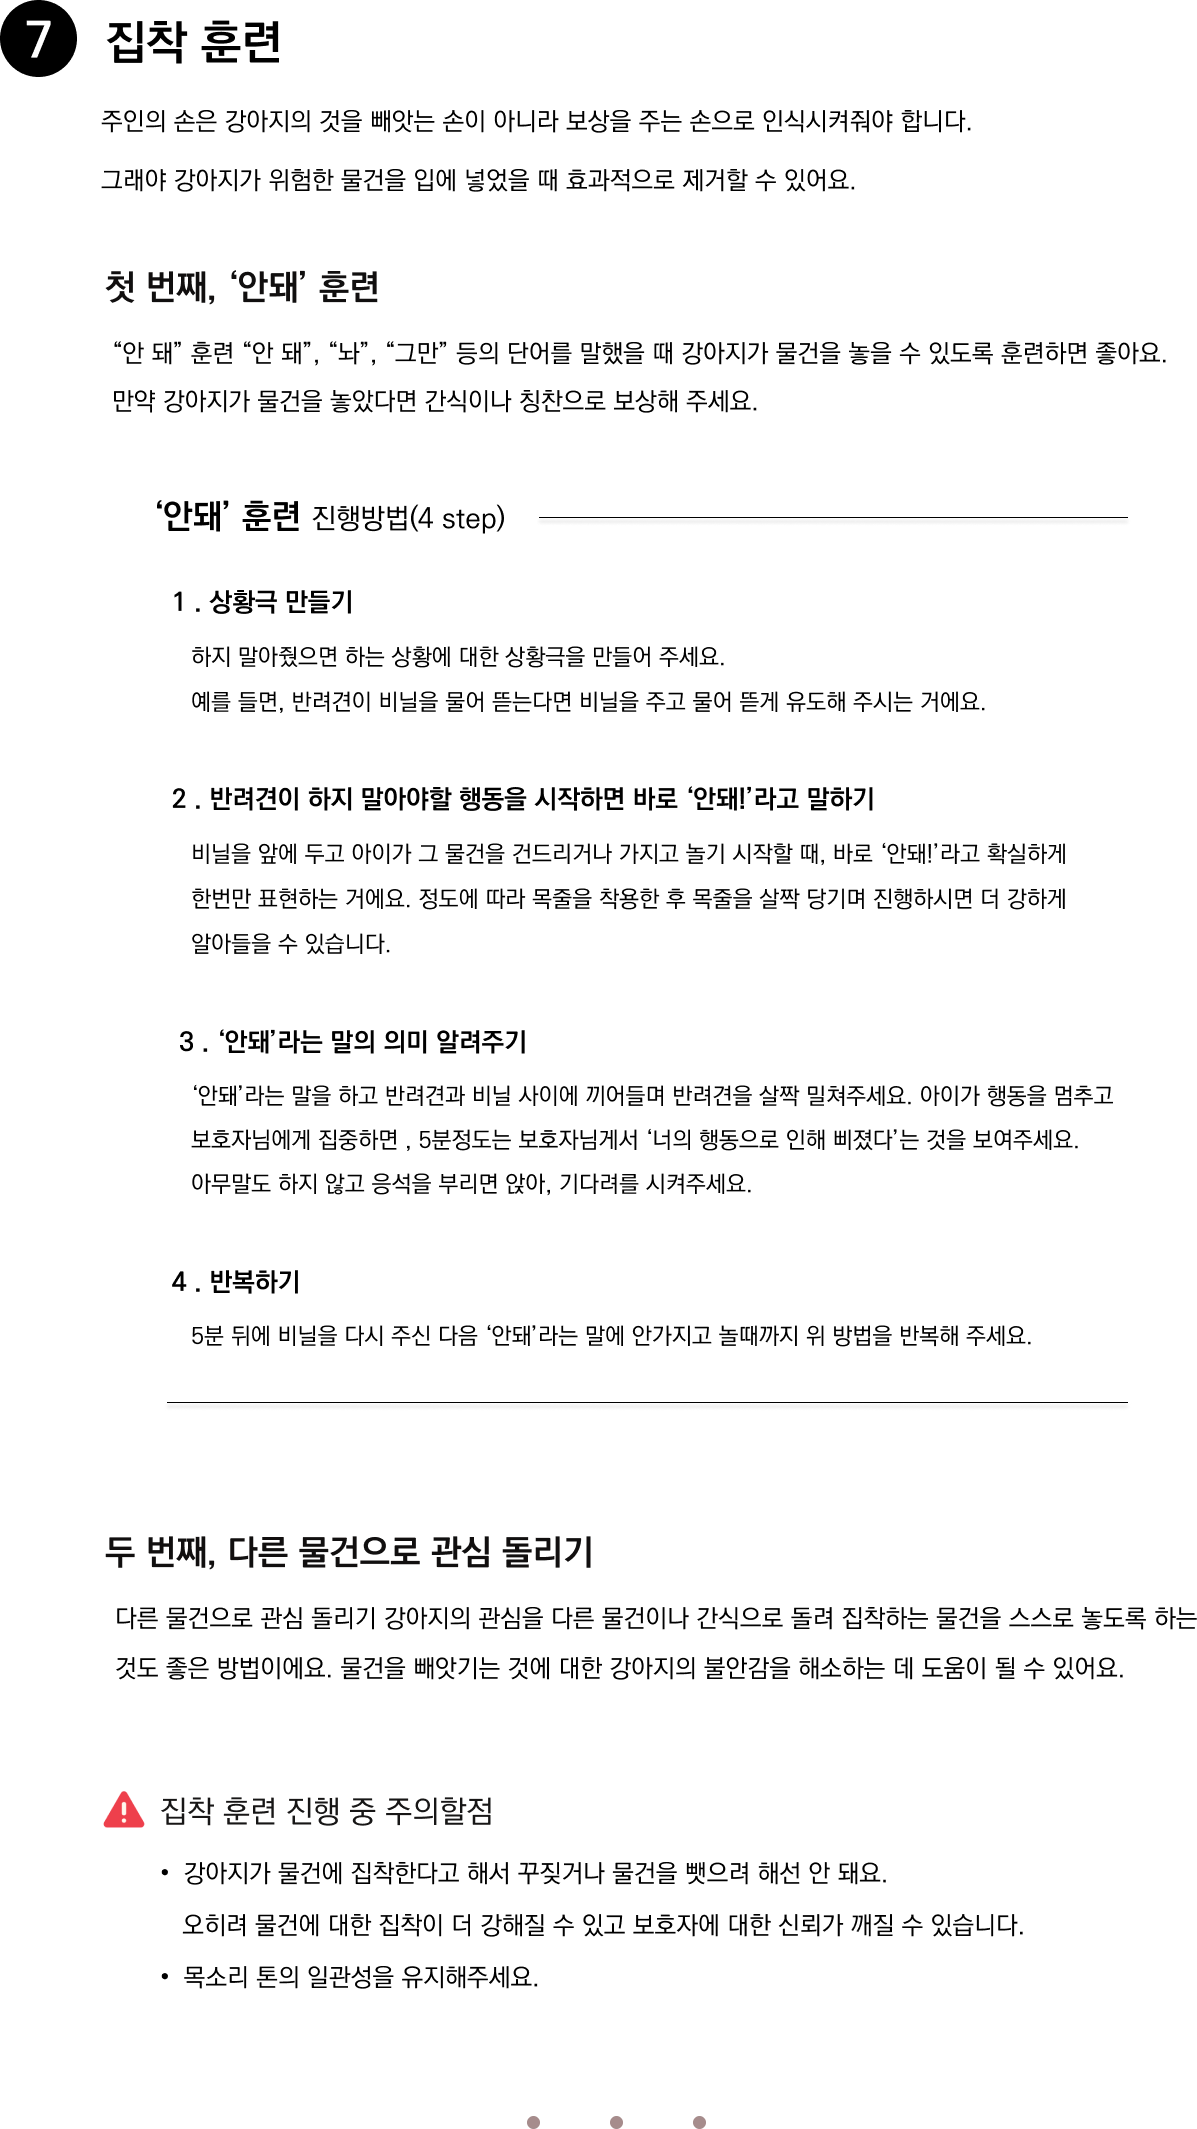 7 집착 훈련
주인의 손은 강아지의 것을 빼앗는 손이 아니라 보상을 주는 손으로 인식시켜줘야 합니다.
그래야 강아지가 위험한 물건을 입에 넣었을 때 효과적으로 제거할 수 있어요.
첫 번째, ‘안돼’ 훈련
“안 돼” 훈련 “안 돼”, “놔”, “그만” 등의 단어를 말했을 때 강아지가 물건을 놓을 수 있도록 훈련하면 좋아요.
만약 강아지가 물건을 놓았다면 간식이나 칭찬으로 보상해 주세요.
‘안돼’ 훈련 진행방법(4 step)
1 . 상황극 만들기
하지 말아줬으면 하는 상황에 대한 상황극을 만들어 주세요.
예를 들면, 반려견이 비닐을 물어 뜯는다면 비닐을 주고 물어 뜯게 유도해 주시는 거에요.
2 . 반려견이 하지 말아야할 행동을 시작하면 바로 ‘안돼!’라고 말하기
비닐을 앞에 두고 아이가 그 물건을 건드리거나 가지고 놀기 시작할 때, 바로 ‘안돼!’라고 확실하게
한번만 표현하는 거에요. 정도에 따라 목줄을 착용한 후 목줄을 살짝 당기며 진행하시면 더 강하게
알아들을 수 있습니다.
3 . ‘안돼’라는 말의 의미 알려주기
‘안돼’라는 말을 하고 반려견과 비닐 사이에 끼어들며 반려견을 살짝 밀쳐주세요. 아이가 행동을 멈추고
보호자님에게 집중하면 , 5분정도는 보호자님게서 ‘너의 행동으로 인해 삐졌다’는 것을 보여주세요.
아무말도 하지 않고 응석을 부리면 앉아, 기다려를 시켜주세요.
4 . 반복하기
5분 뒤에 비닐을 다시 주신 다음 ‘안돼’라는 말에 안가지고 놀때까지 위 방법을 반복해 주세요.
두 번째, 다른 물건으로 관심 돌리기
다른 물건으로 관심 돌리기 강아지의 관심을 다른 물건이나 간식으로 돌려 집착하는 물건을 스스로 놓도록 하는
것도 좋은 방법이에요. 물건을 빼앗기는 것에 대한 강아지의 불안감을 해소하는 데 도움이 될 수 있어요.
집착 훈련 진행 중 주의할점
• 강아지가 물건에 집착한다고 해서 꾸짖거나 물건을 뺏으려 해선 안 돼요.
오히려 물건에 대한 집착이 더 강해질 수 있고 보호자에 대한 신뢰가 깨질 수 있습니다.
• 목소리 톤의 일관성을 유지해주세요.